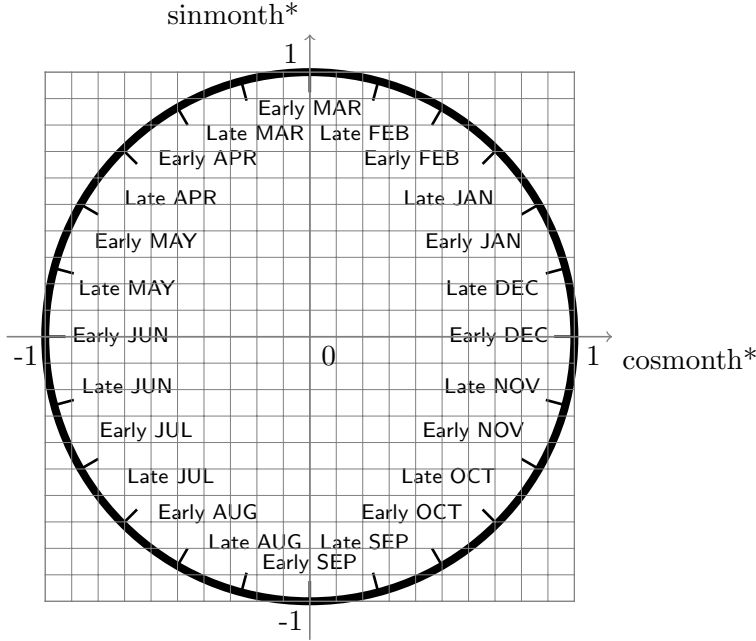 sinmonth*
1
Early MAR
Late MAR Late FEB
Early APR Early FEB
Late APR Late JAN
Early MAY Early JAN
Late MAY Late DEC
Early JUN Early DEC
-1 0 1 cosmonth*
Late JUN Late NOV
Early JUL Early NOV
Late JUL Late OCT
Early AUG Early OCT
Late AUG Late SEP
Early SEP
-1